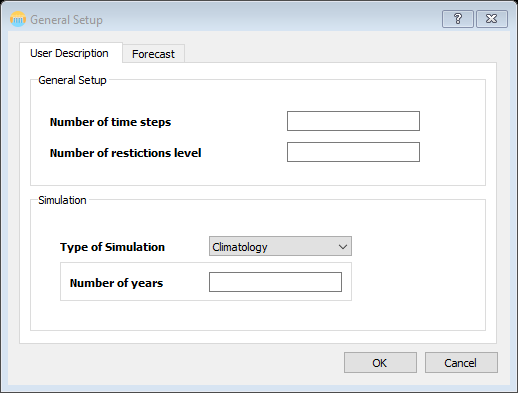 General Setup
User Description
Forecast
General Setup
Number of time steps
Number of restictions level
Simulation
Type of Simulation
Climatology
Number of years
OK
Cancel